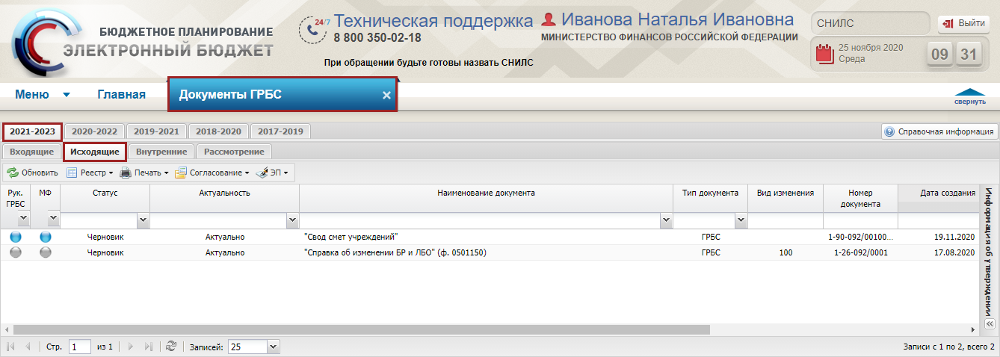 БЮДЖЕТНОЕ ПЛАНИРОВАНИЕ
ЭЛЕКТРОННЫЙ БЮДЖЕТ
24/7 Техническая поддержка
8 800 350-02-18
При обращении будьте готовы назвать СНИЛС
Иванова Наталья Ивановна
МИНИСТЕРСТВО ФИНАНСОВ РОССИЙСКОЙ ФЕДЕРАЦИИ
СНИЛС Выйти
25 ноября 2020
Среда
09 31
Меню Главная Документы ГРБС свернуть
2021-2023 2020-2022 2019-2021 2018-2020 2017-2019 Справочная информация
Входящие Исходящие Внутренние Рассмотрение
Обновить Реестр Печать Согласование ЭП
Рук. ГРБС МФ Статус Актуальность Наименование документа Тип документа Вид изменения Номер документа Дата создания
Черновик Актуально "Свод смет учреждений" ГРБС 1-90-092/00100... 19.11.2020
Черновик Актуально "Справка об изменении БР и ЛБО" (ф. 0501150) ГРБС 100 1-26-092/0001 17.08.2020
Информация об утверждении
Стр. 1 из 1 Записей: 25 Записи с 1 по 2, всего 2